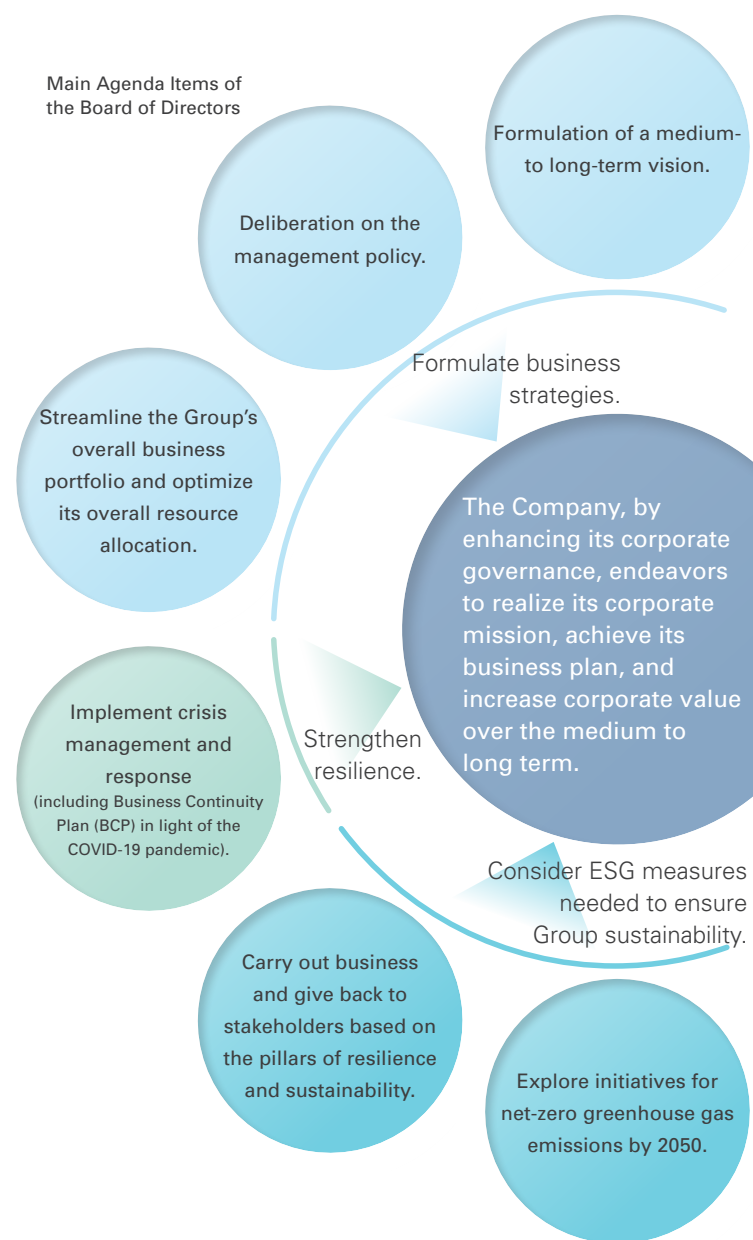 Main Agenda Items of
the Board of Directors
Formulation of a medium-
to long-term vision.
Deliberation on the
management policy.
Formulate business
strategies.
Streamline the Group’s
overall business
portfolio and optimize
its overall resource
allocation.
The Company, by
enhancing its corporate
governance, endeavors
to realize its corporate
mission, achieve its
business plan, and
increase corporate value
over the medium to
long term.
Implement crisis
management and
response
(including Business Continuity
Plan (BCP) in light of the
COVID-19 pandemic).
Strengthen
resilience.
Consider ESG measures
needed to ensure
Group sustainability.
Carry out business
and give back to
stakeholders based on
the pillars of resilience
and sustainability.
Explore initiatives for
net-zero greenhouse gas
emissions by 2050.